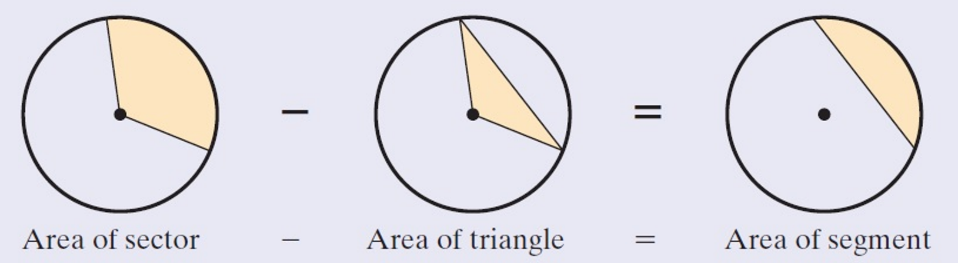 − =
Area of sector − Area of triangle = Area of segment